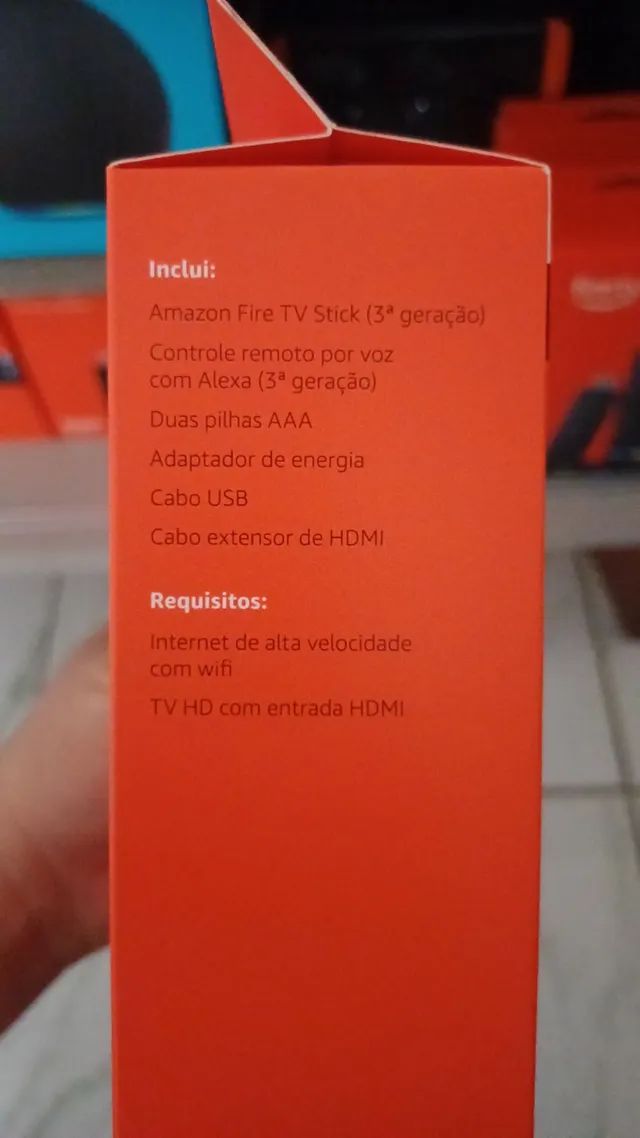 Inclui:
Amazon Fire TV Stick (3ª geração)
Controle remoto por voz
com Alexa (3ª geração)
Duas pilhas AAA
Adaptador de energia
Cabo USB
Cabo extensor de HDMI
Requisitos:
Internet de alta velocidade
com wifi
TV HD com entrada HDMI